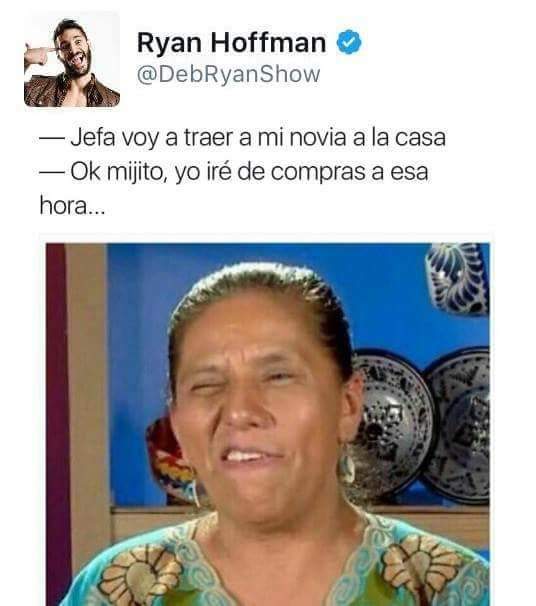 Ryan Hoffman
@DebRyanShow
— Jefa voy a traer a mi novia a la casa
— Ok mijito, yo iré de compras a esa
hora...